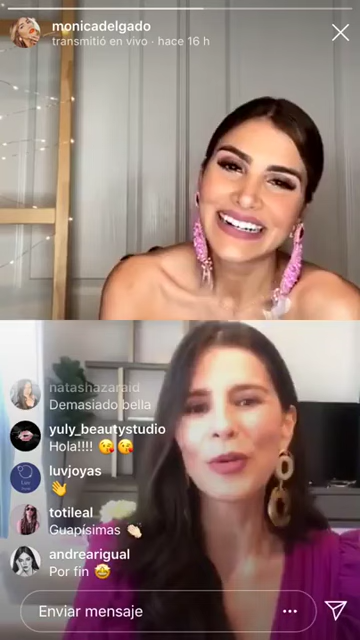 monicadelgado
transmitió en vivo · hace 16 h
natashazaraid
Demasiado bella
yuly_beautystudio
Hola!!!! 😘 😘
luvjoyas
👋
totileal
Guapísimas 👏🏻
andrearigual
Por fin 🤩
Enviar mensaje